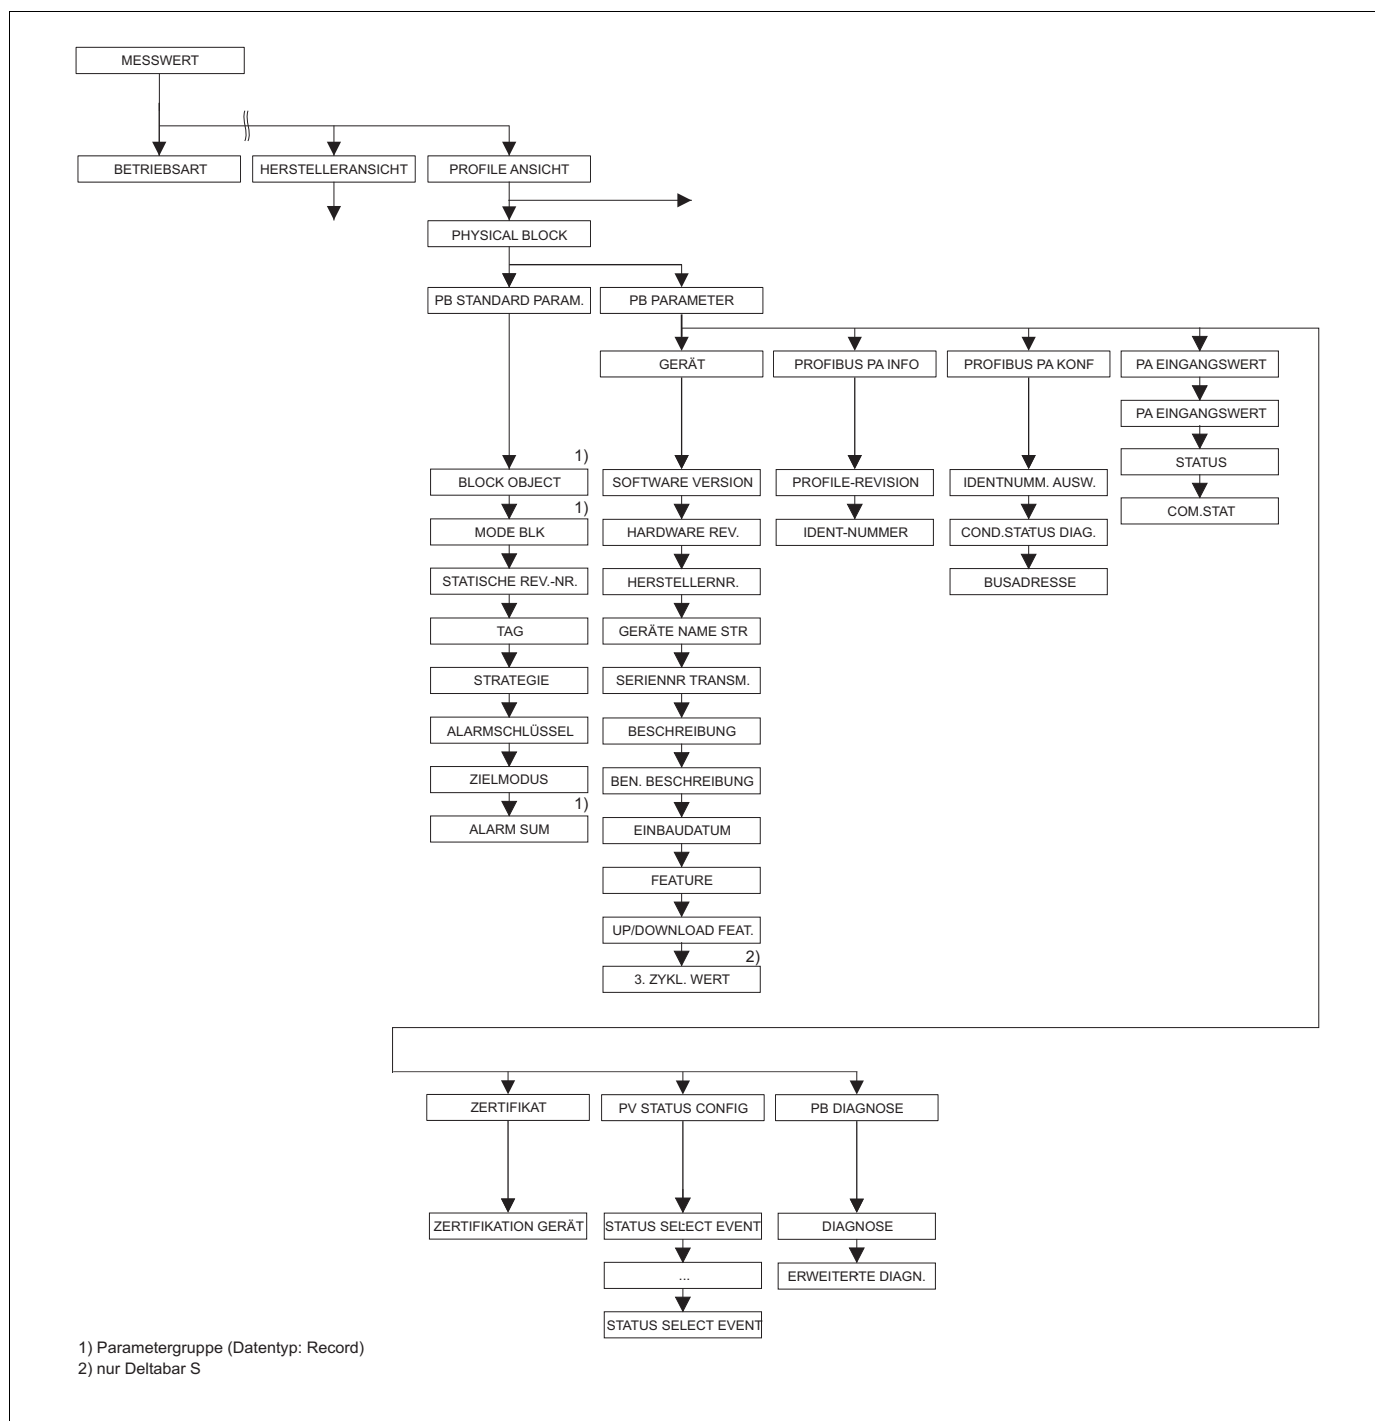 MESSWERT
BETRIEBSART
HERSTELLERANSICHT
PROFILE ANSICHT
PHYSICAL BLOCK
PB STANDARD PARAM.
PB PARAMETER
GERÄT
PROFIBUS PA INFO
PROFIBUS PA KONF
PA EINGANGSWERT
PA EINGANGSWERT
STATUS
COM.STAT
1)
BLOCK OBJECT
1)
MODE BLK
STATISCHE REV.-NR.
TAG
STRATEGIE
ALARMSCHLÜSSEL
ZIELMODUS
1)
ALARM SUM
SOFTWARE VERSION
HARDWARE REV.
HERSTELLERNR.
GERÄTE NAME STR
SERIENNR TRANSM.
BESCHREIBUNG
BEN. BESCHREIBUNG
EINBAUDATUM
FEATURE
UP/DOWNLOAD FEAT.
2)
3. ZYKL. WERT
PROFILE-REVISION
IDENT-NUMMER
IDENTNUMM. AUSW.
COND.STATUS DIAG.
BUSADRESSE
ZERTIFIKAT
PV STATUS CONFIG
PB DIAGNOSE
ZERTIFIKATION GERÄT
STATUS SELECT EVENT
...
STATUS SELECT EVENT
DIAGNOSE
ERWEITERTE DIAGN.
1) Parametergruppe (Datentyp: Record)
2) nur Deltabar S